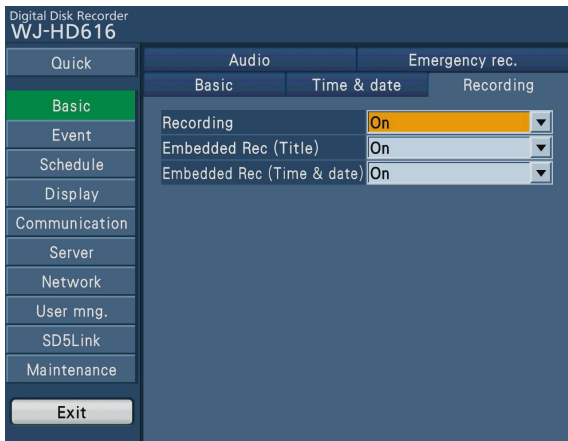 Digital Disk Recorder
WJ-HD616
Quick
Basic
Event
Schedule
Display
Communication
Server
Network
User mng.
SD5Link
Maintenance
Exit
Audio Emergency rec.
Basic Time & date Recording
Recording On
Embedded Rec (Title) On
Embedded Rec (Time & date) On